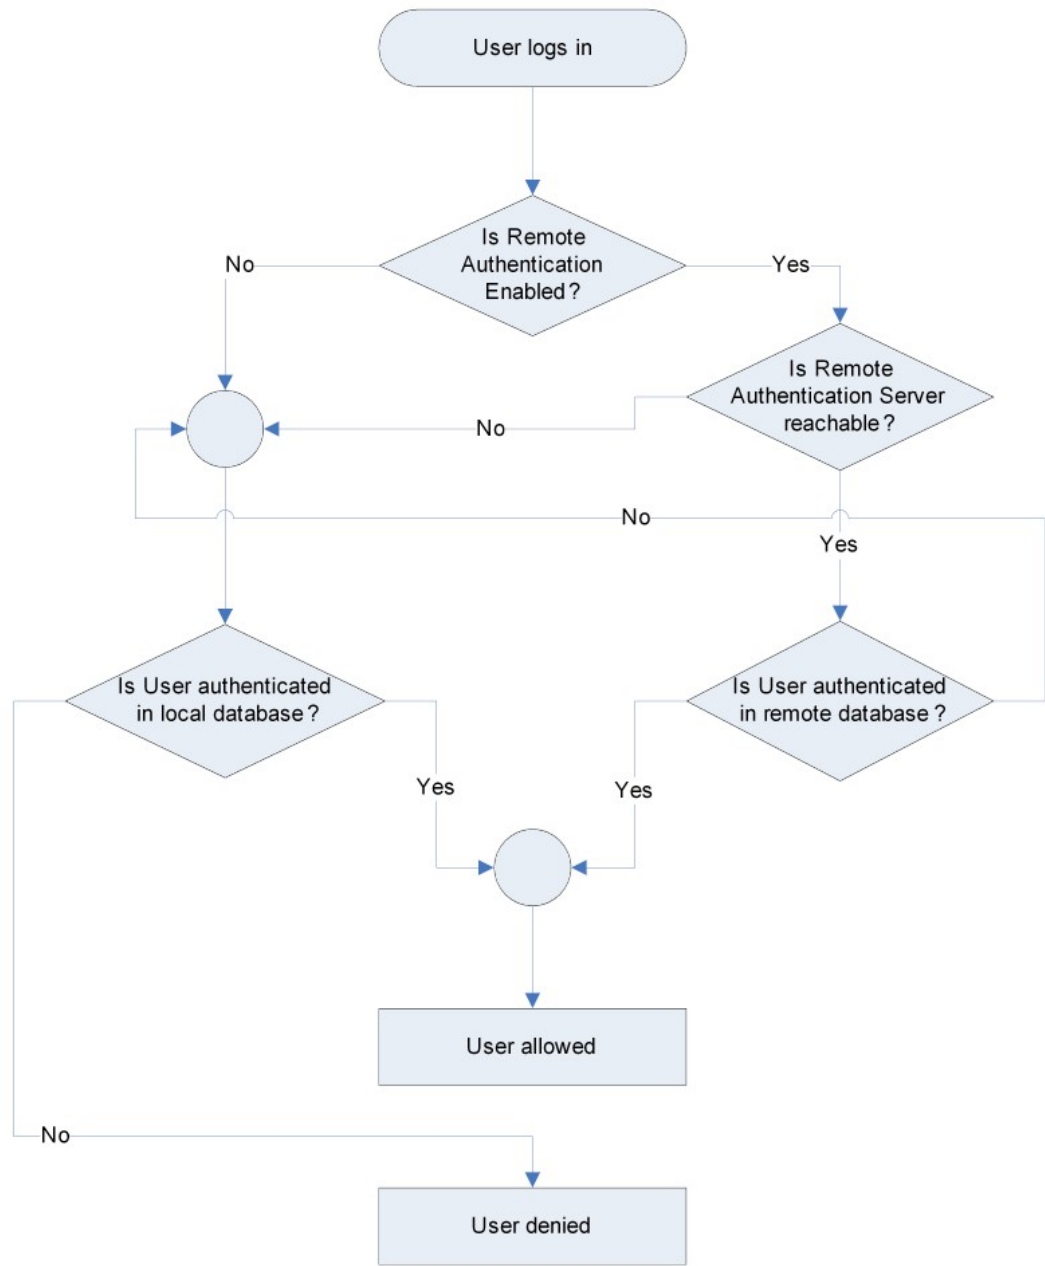 User logs in
Is Remote
Authentication
Enabled?
No
Yes
Is Remote
Authentication Server
reachable?
No
No
Yes
Is User authenticated
in local database?
Is User authenticated
in remote database?
Yes
Yes
User allowed
No
User denied